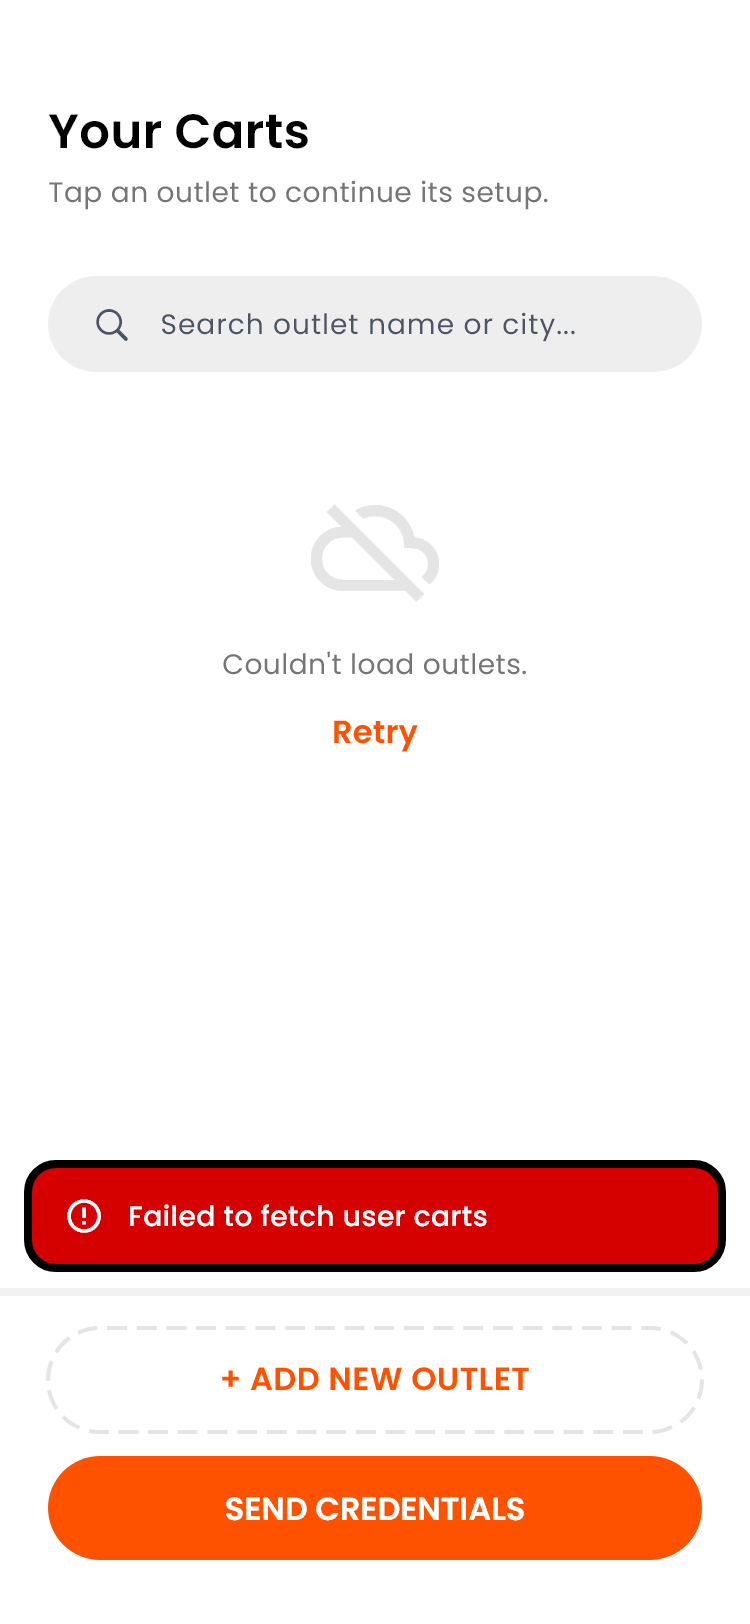 Your Carts
Tap an outlet to continue its setup.
Search outlet name or city...
Couldn't load outlets.
Retry
Failed to fetch user carts
+ ADD NEW OUTLET
SEND CREDENTIALS